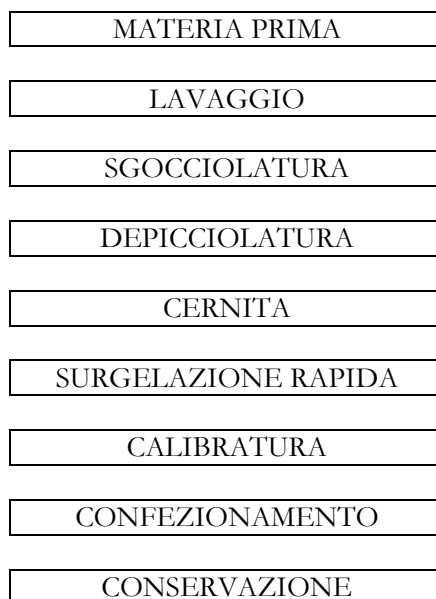 MATERIA PRIMA
LAVAGGIO
SGOCCIOLATURA
DEPICCIOLATURA
CERNITA
SURGELAZIONE RAPIDA
CALIBRATURA
CONFEZIONAMENTO
CONSERVAZIONE